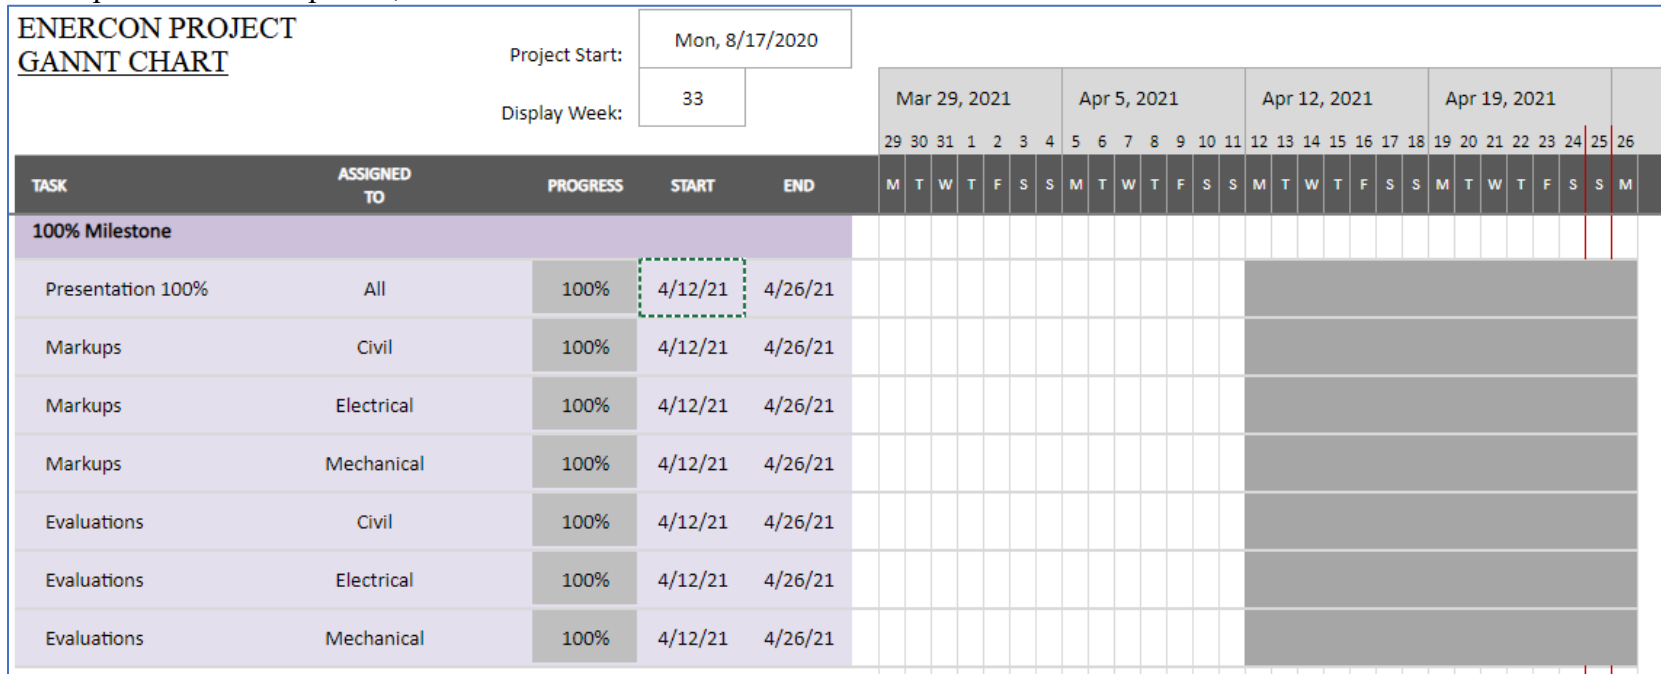 ENERCON PROJECT
GANNT CHART
Project Start: Mon, 8/17/2020
Display Week: 33
Mar 29, 2021 Apr 5, 2021 Apr 12, 2021 Apr 19, 2021
29 30 31 1 2 3 4 5 6 7 8 9 10 11 12 13 14 15 16 17 18 19 20 21 22 23 24 25 26
TASK ASSIGNED TO PROGRESS START END M T W T F S S M T W T F S S M T W T F S S M T W T F S S M
100% Milestone
Presentation 100% All 100% 4/12/21 4/26/21
Markups Civil 100% 4/12/21 4/26/21
Markups Electrical 100% 4/12/21 4/26/21
Markups Mechanical 100% 4/12/21 4/26/21
Evaluations Civil 100% 4/12/21 4/26/21
Evaluations Electrical 100% 4/12/21 4/26/21
Evaluations Mechanical 100% 4/12/21 4/26/21